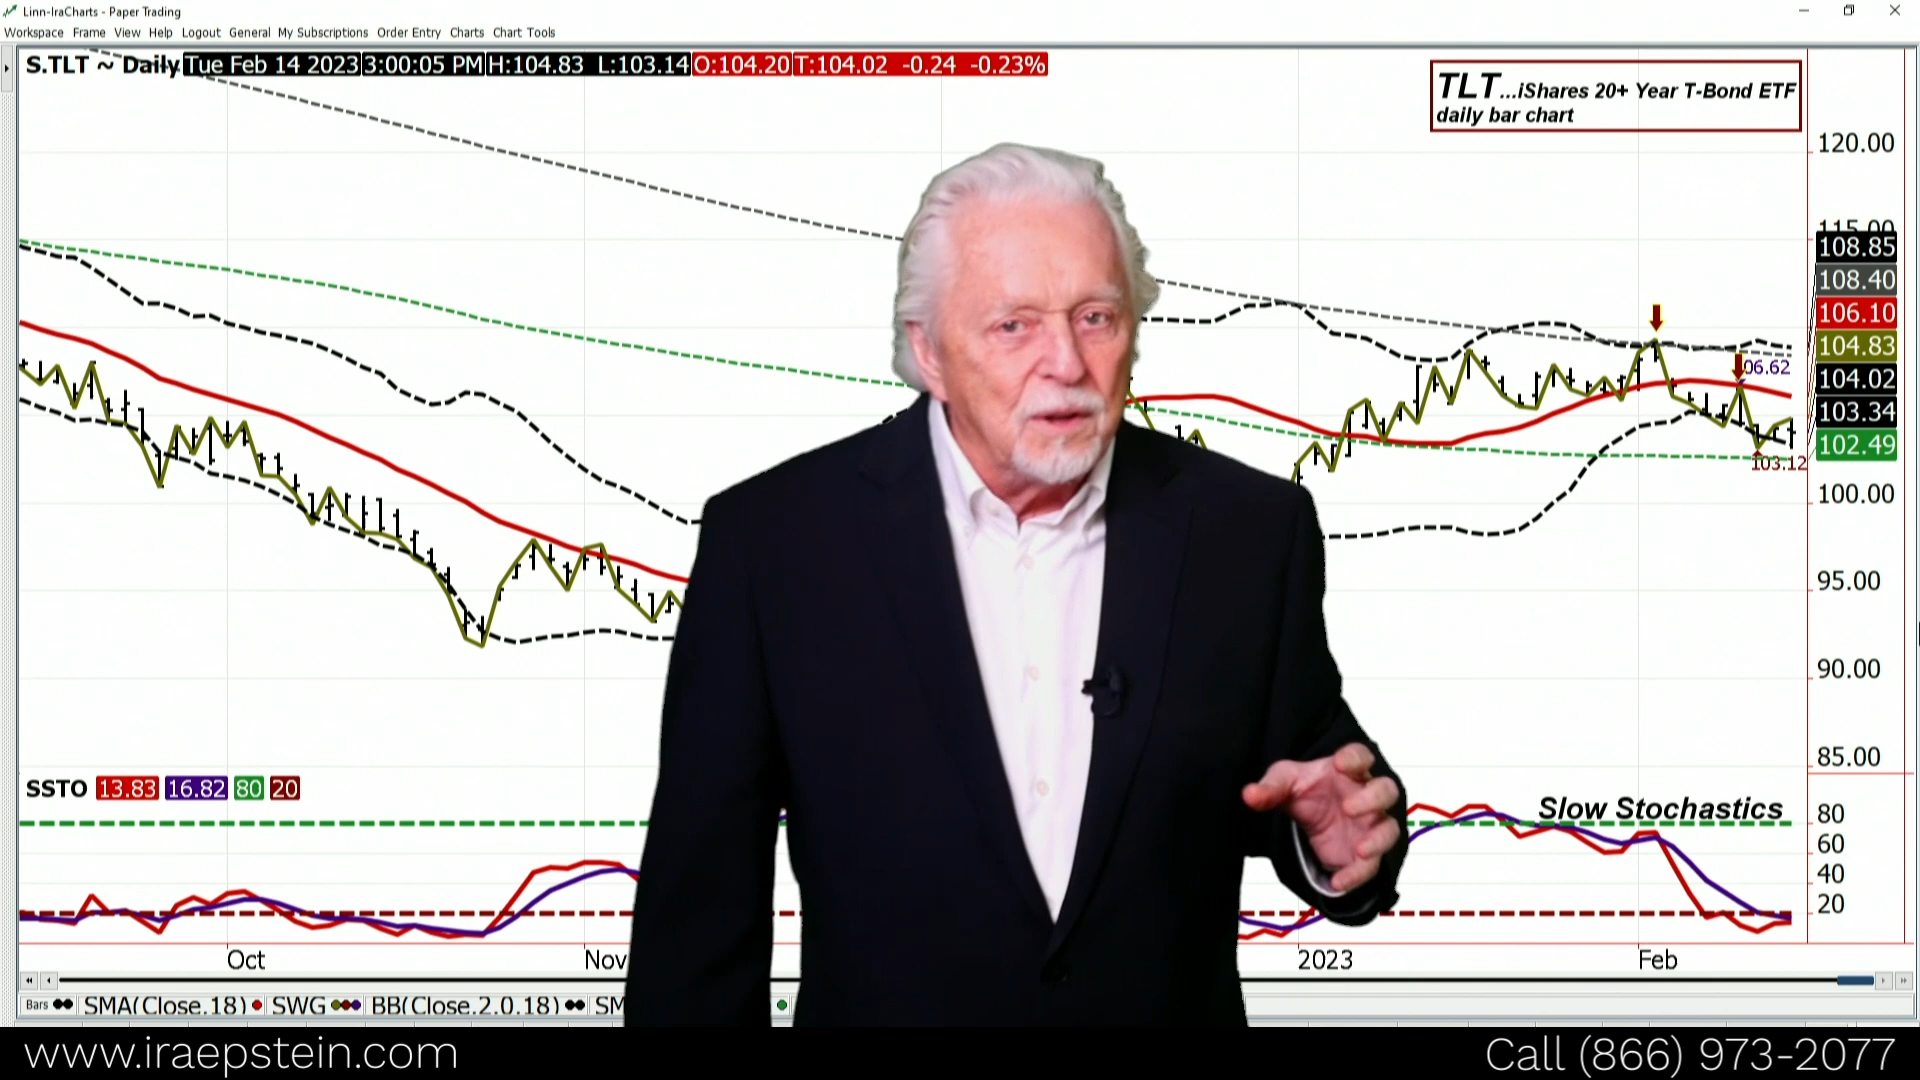 Linn-IraCharts - Paper Trading
Workspace Frame View Help Logout General My Subscriptions Order Entry Charts Chart Tools
S.TLT ~ Daily Tue Feb 14 2023 3:00:05 PM H:104.83 L:103.14 O:104.20 T:104.02 -0.24 -0.23%
TLT...iShares 20+ Year T-Bond ETF
daily bar chart
120.00
115.00
108.85
108.40
106.10
104.83
104.02
103.34
102.49
06.62
103.12
100.00
95.00
90.00
85.00
SSTO 13.83 16.82 80 20
Slow Stochastics
80
60
40
20
Oct Nov 2023 Feb
Bars SMA(Close,18) SWG BB(Close,2.0,18) SM
www.iraepstein.com Call (866) 973-2077